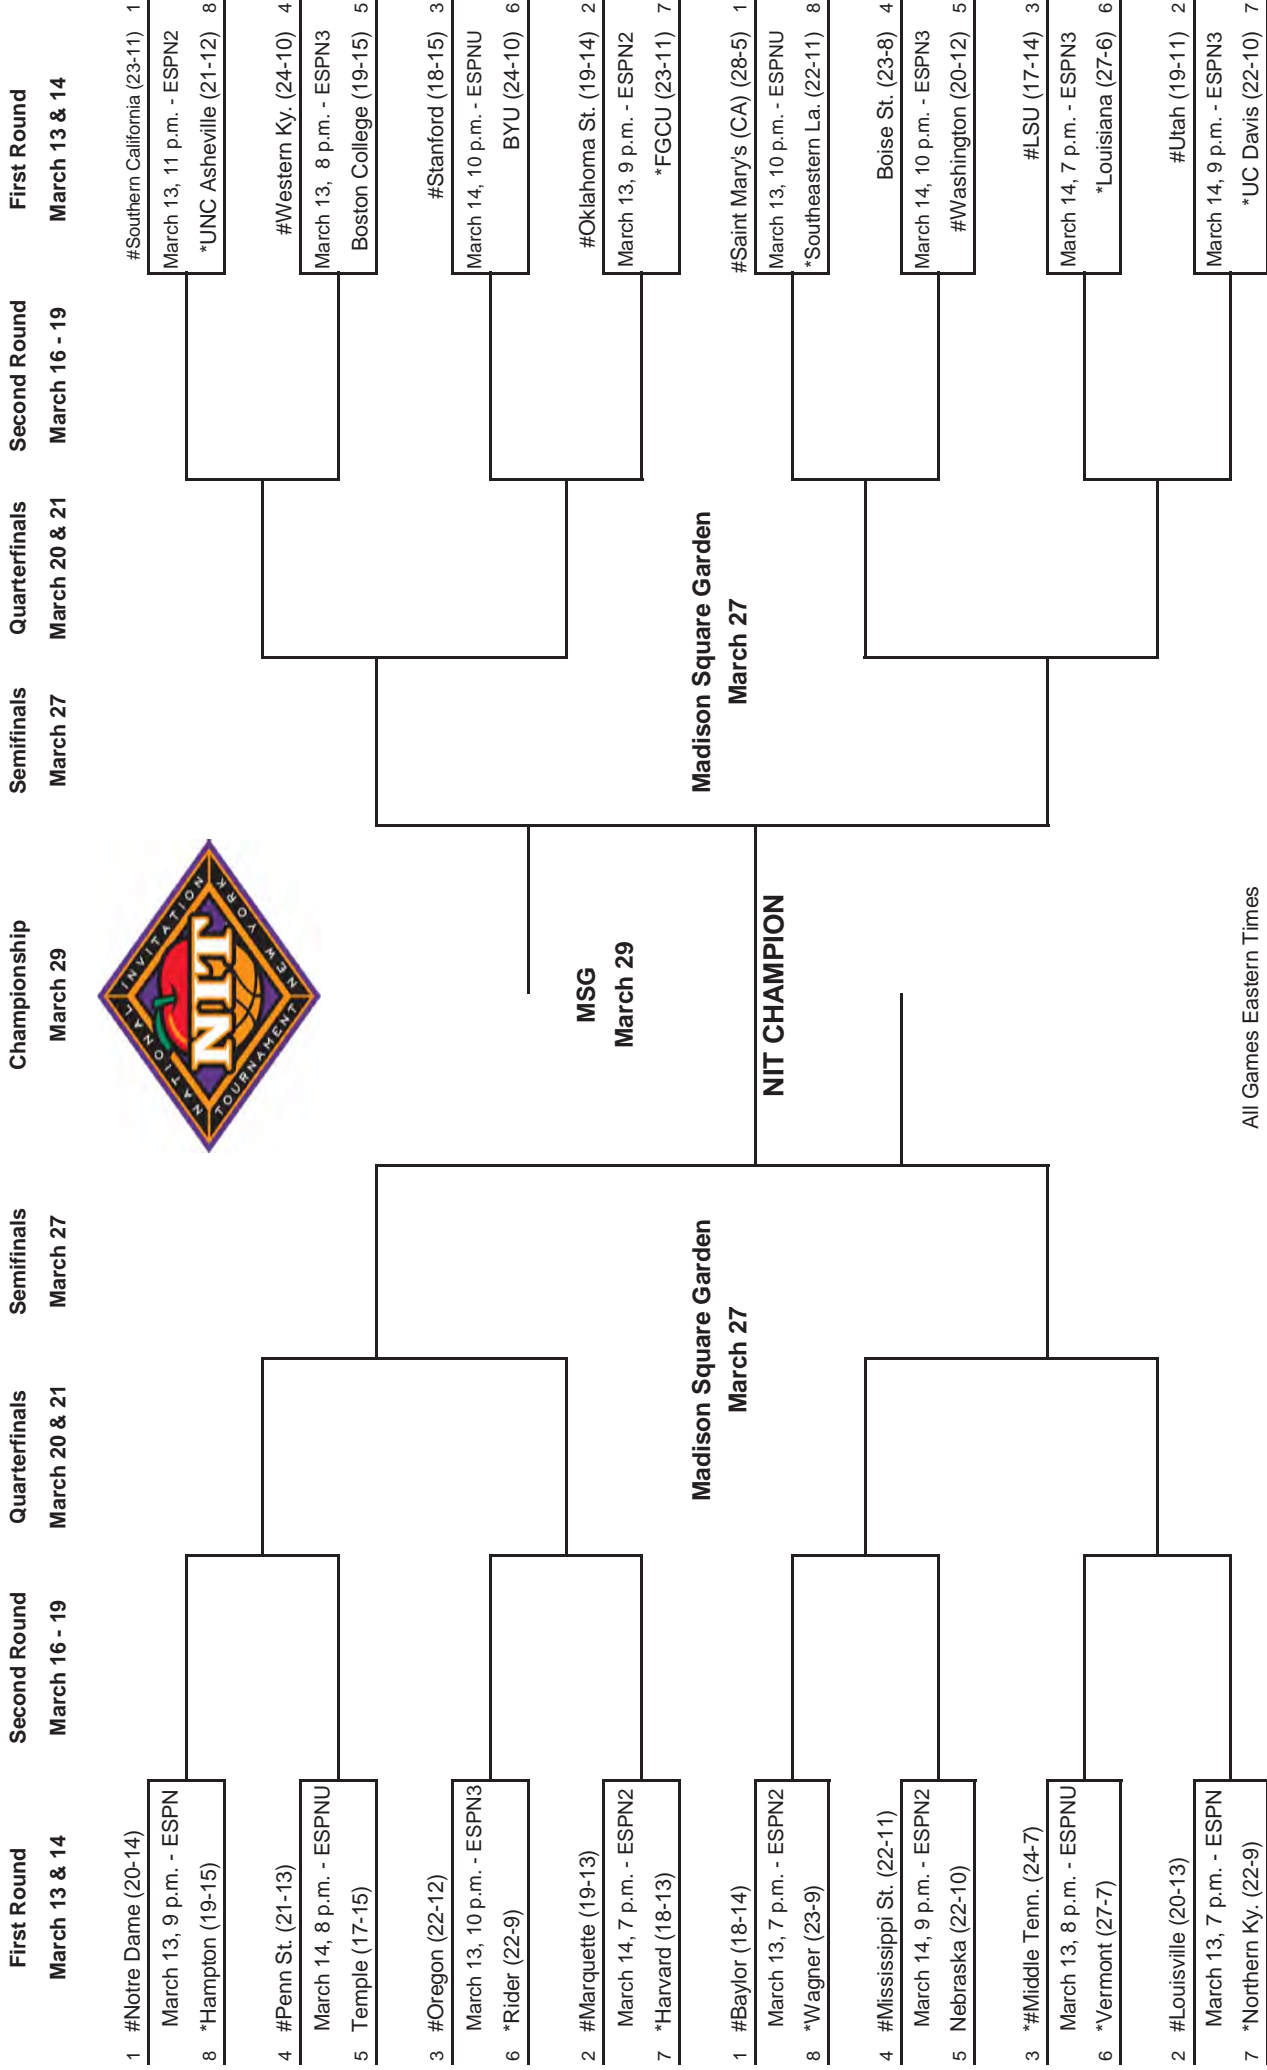 First Round
Second Round
Quarterfinals
Semifinals
Championship
Semifinals
Quarterfinals
Second Round
First Round
March 13 & 14
March 16 - 19
March 20 & 21
March 27
March 29
March 27
March 20 & 21
March 16 - 19
March 13 & 14
NATIONAL INVITATION
NIT
TOURNAMENT NEW YORK
1 #Notre Dame (20-14)
March 13, 9 p.m. - ESPN
8 *Hampton (19-15)
4 #Penn St. (21-13)
March 14, 8 p.m. - ESPNU
5 Temple (17-15)
3 #Oregon (22-12)
March 13, 10 p.m. - ESPN3
6 *Rider (22-9)
2 #Marquette (19-13)
March 14, 7 p.m. - ESPN2
7 *Harvard (18-13)
1 #Baylor (18-14)
March 13, 7 p.m. - ESPN2
8 *Wagner (23-9)
4 #Mississippi St. (22-11)
March 14, 9 p.m. - ESPN2
5 Nebraska (22-10)
3 *#Middle Tenn. (24-7)
March 13, 8 p.m. - ESPNU
6 *Vermont (27-7)
2 #Louisville (20-13)
March 13, 7 p.m. - ESPN
7 *Northern Ky. (22-9)
Madison Square Garden
March 27
MSG
March 29
NIT CHAMPION
Madison Square Garden
March 27
#Southern California (23-11) 1
March 13, 11 p.m. - ESPN2
*UNC Asheville (21-12) 8
#Western Ky. (24-10) 4
March 13, 8 p.m. - ESPN3
Boston College (19-15) 5
#Stanford (18-15) 3
March 14, 10 p.m. - ESPNU
BYU (24-10) 6
#Oklahoma St. (19-14) 2
March 13, 9 p.m. - ESPN2
*FGCU (23-11) 7
#Saint Mary's (CA) (28-5) 1
March 13, 10 p.m. - ESPNU
*Southeastern La. (22-11) 8
Boise St. (23-8) 4
March 14, 10 p.m. - ESPN3
#Washington (20-12) 5
#LSU (17-14) 3
March 14, 7 p.m. - ESPN3
*Louisiana (27-6) 6
#Utah (19-11) 2
March 14, 9 p.m. - ESPN3
*UC Davis (22-10) 7
All Games Eastern Times